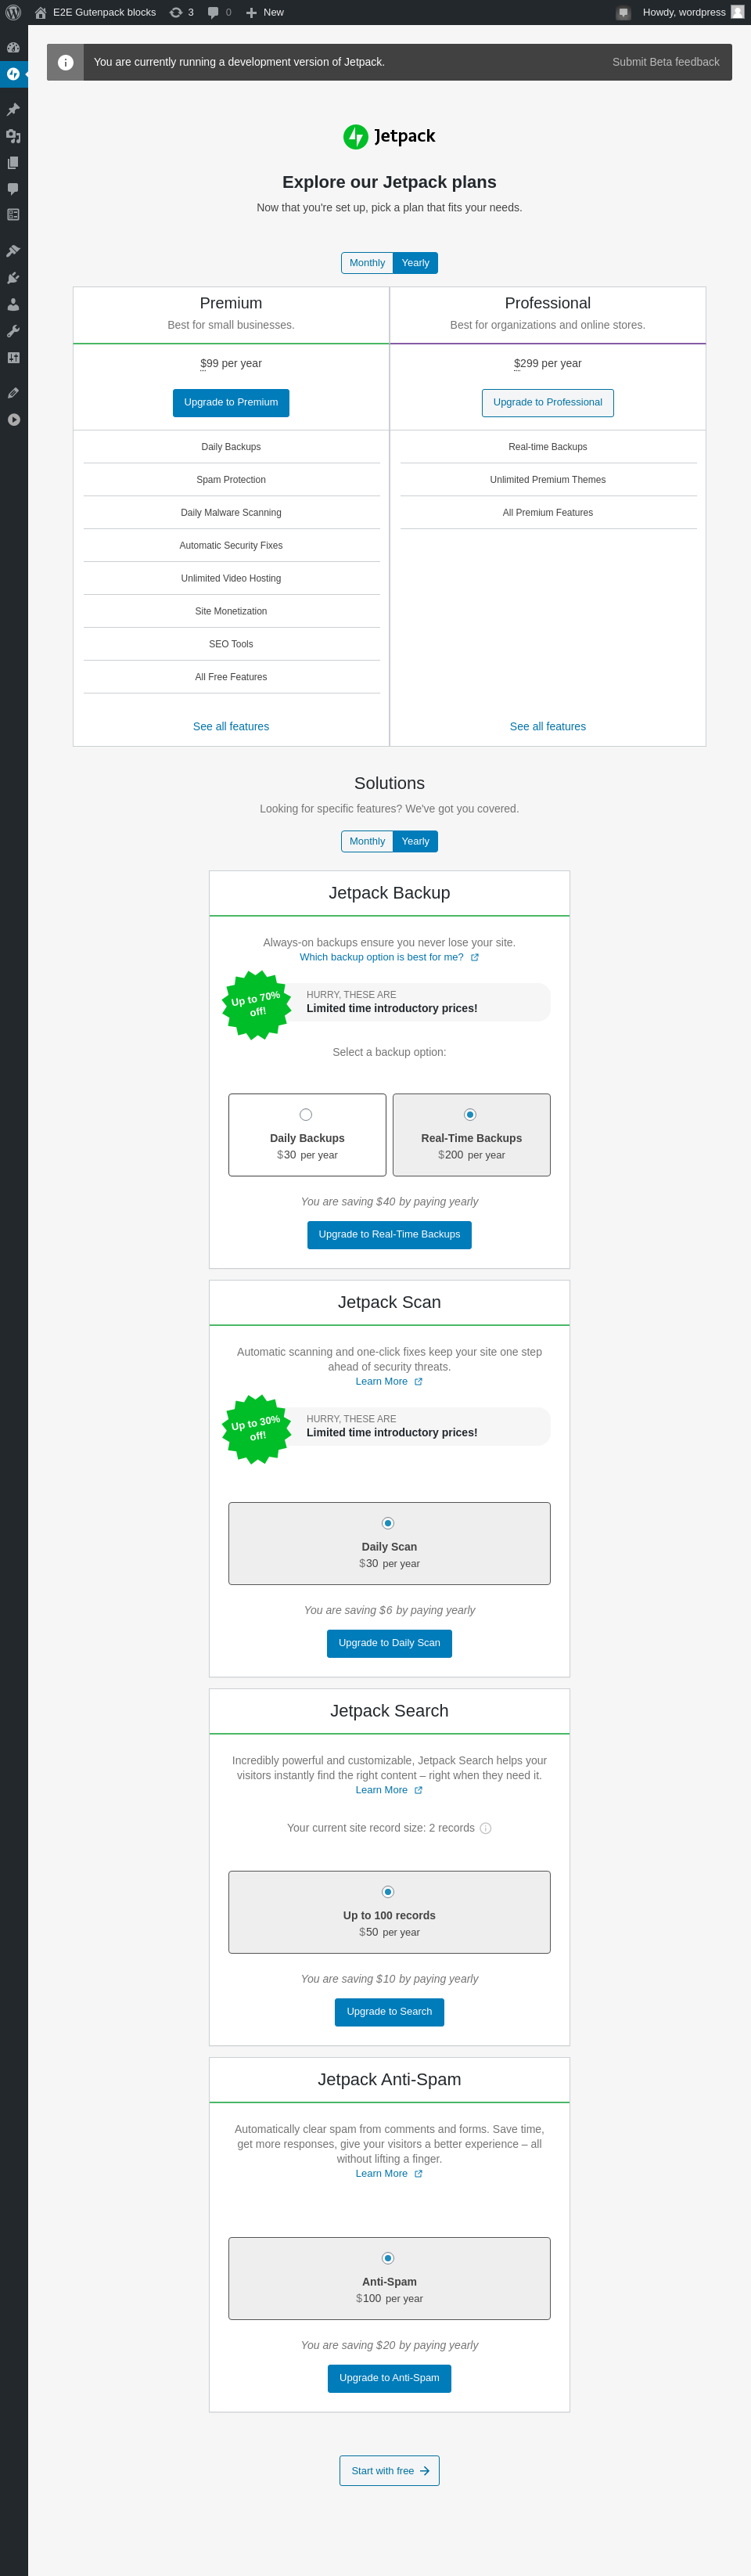 E2E Gutenpack blocks 3 0 New Howdy, wordpress
You are currently running a development version of Jetpack. Submit Beta feedback
Jetpack
Explore our Jetpack plans
Now that you're set up, pick a plan that fits your needs.
Monthly Yearly
Premium
Best for small businesses.
$99 per year
Upgrade to Premium
Daily Backups
Spam Protection
Daily Malware Scanning
Automatic Security Fixes
Unlimited Video Hosting
Site Monetization
SEO Tools
All Free Features
See all features
Professional
Best for organizations and online stores.
$299 per year
Upgrade to Professional
Real-time Backups
Unlimited Premium Themes
All Premium Features
See all features
Solutions
Looking for specific features? We've got you covered.
Monthly Yearly
Jetpack Backup
Always-on backups ensure you never lose your site.
Which backup option is best for me?
Up to 70%
off!
HURRY, THESE ARE
Limited time introductory prices!
Select a backup option:
Daily Backups
$30 per year
Real-Time Backups
$200 per year
You are saving $40 by paying yearly
Upgrade to Real-Time Backups
Jetpack Scan
Automatic scanning and one-click fixes keep your site one step
ahead of security threats.
Learn More
Up to 30%
off!
HURRY, THESE ARE
Limited time introductory prices!
Daily Scan
$30 per year
You are saving $6 by paying yearly
Upgrade to Daily Scan
Jetpack Search
Incredibly powerful and customizable, Jetpack Search helps your
visitors instantly find the right content – right when they need it.
Learn More
Your current site record size: 2 records
Up to 100 records
$50 per year
You are saving $10 by paying yearly
Upgrade to Search
Jetpack Anti-Spam
Automatically clear spam from comments and forms. Save time,
get more responses, give your visitors a better experience – all
without lifting a finger.
Learn More
Anti-Spam
$100 per year
You are saving $20 by paying yearly
Upgrade to Anti-Spam
Start with free